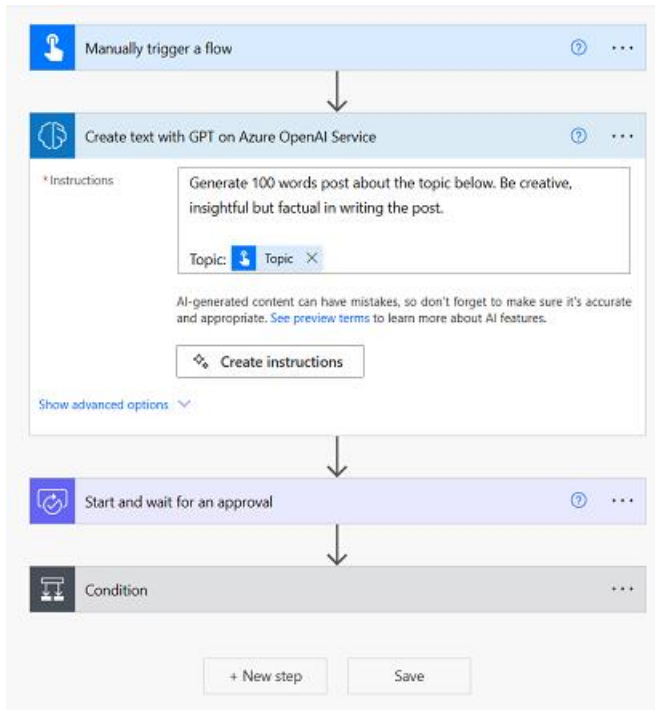 Manually trigger a flow
Create text with GPT on Azure OpenAI Service
* Instructions
Generate 100 words post about the topic below. Be creative,
insightful but factual in writing the post.
Topic: Topic ×
AI-generated content can have mistakes, so don't forget to make sure it's accurate
and appropriate. See preview terms to learn more about AI features.
Create instructions
Show advanced options
Start and wait for an approval
Condition
+ New step
Save